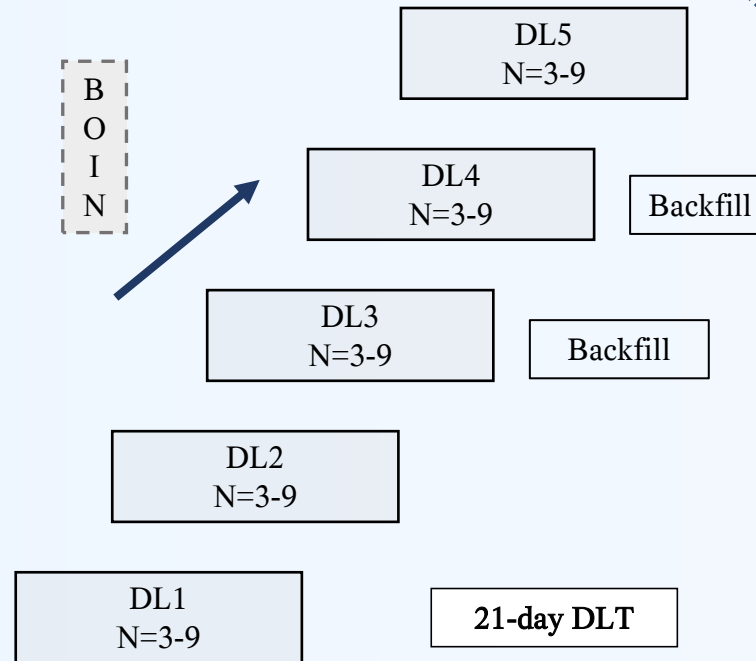 DL5
N=3-9
B
O
I
N
DL4
N=3-9
Backfill
DL3
N=3-9
Backfill
DL2
N=3-9
DL1
N=3-9
21-day DLT